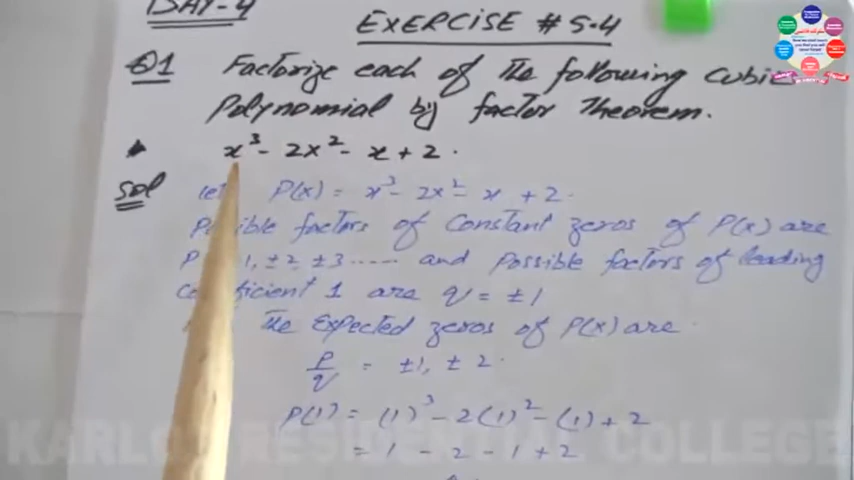 DAY-4
EXERCISE # 5.4
Q1 Factorize each of the following cubic
Polynomial by factor Theorem.
x³- 2x²- x + 2.
Sol let P(x) = x³- 2x²- x + 2.
Possible factors of Constant zeros of P(x) are
P 1, ±2 ±3...... and Possible factors of leading
Coefficient 1 are q = ±1
The Expected zeros of P(x) are
P/q = ±1, ± 2.
P(1) = (1)³- 2(1)²- (1) + 2
= 1 - 2 - 1 + 2
KARLOT RESIDENTIAL COLLEGE